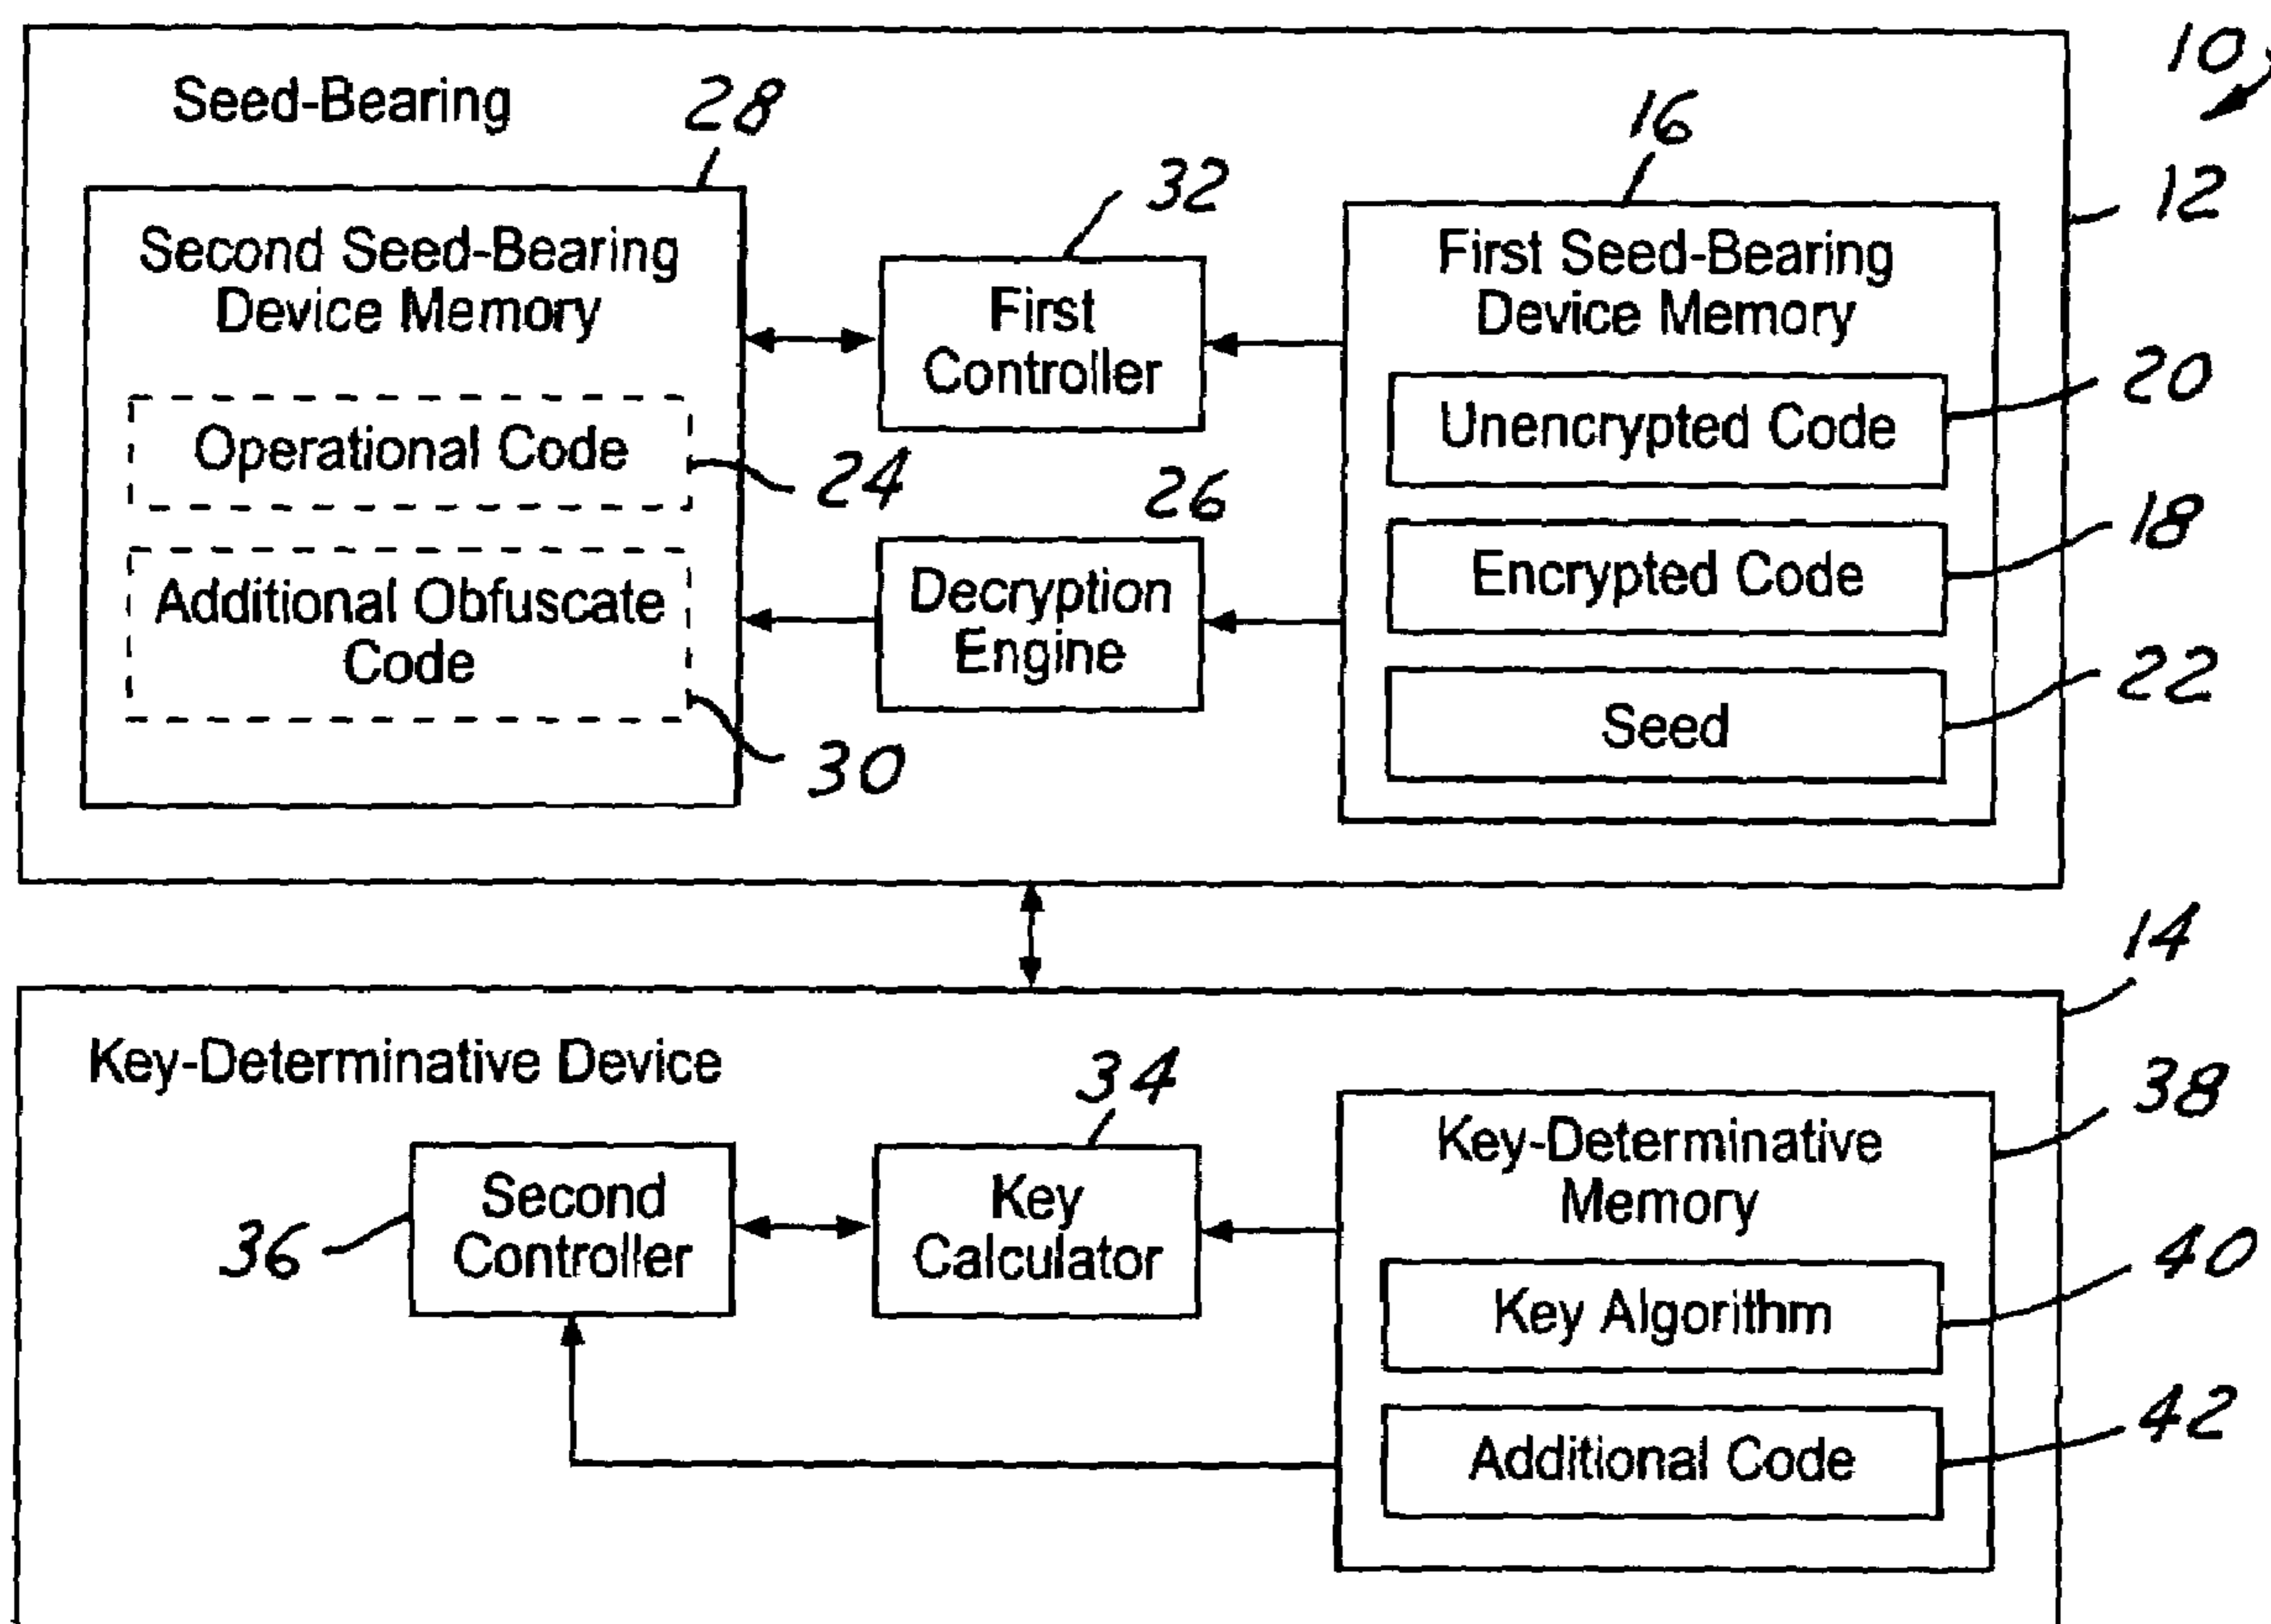 10
Seed-Bearing
28
16
32
12
Second Seed-Bearing
Device Memory
First
Controller
First Seed-Bearing
Device Memory
20
Unencrypted Code
Operational Code
24
26
18
Encrypted Code
Additional Obfuscate
Code
Decryption
Engine
22
Seed
30
14
Key-Determinative Device
34
38
Key-Determinative
Memory
Second
Controller
36
Key
Calculator
40
Key Algorithm
42
Additional Code